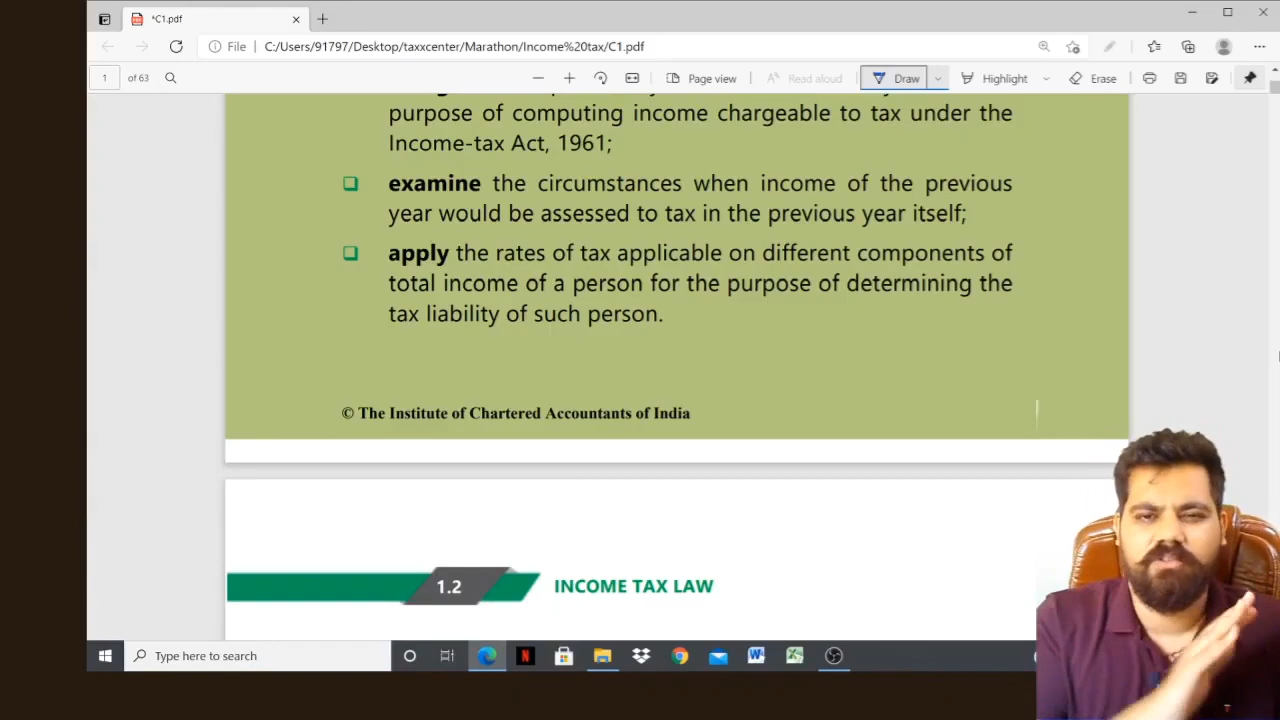 *C1.pdf
File
C:/Users/91797/Desktop/taxxcenter/Marathon/Income%20tax/C1.pdf
1 of 63
Page view
Read aloud
Draw
Highlight
Erase
purpose of computing income chargeable to tax under the
Income-tax Act, 1961;
examine the circumstances when income of the previous
year would be assessed to tax in the previous year itself;
apply the rates of tax applicable on different components of
total income of a person for the purpose of determining the
tax liability of such person.
© The Institute of Chartered Accountants of India
1.2 INCOME TAX LAW
Type here to search